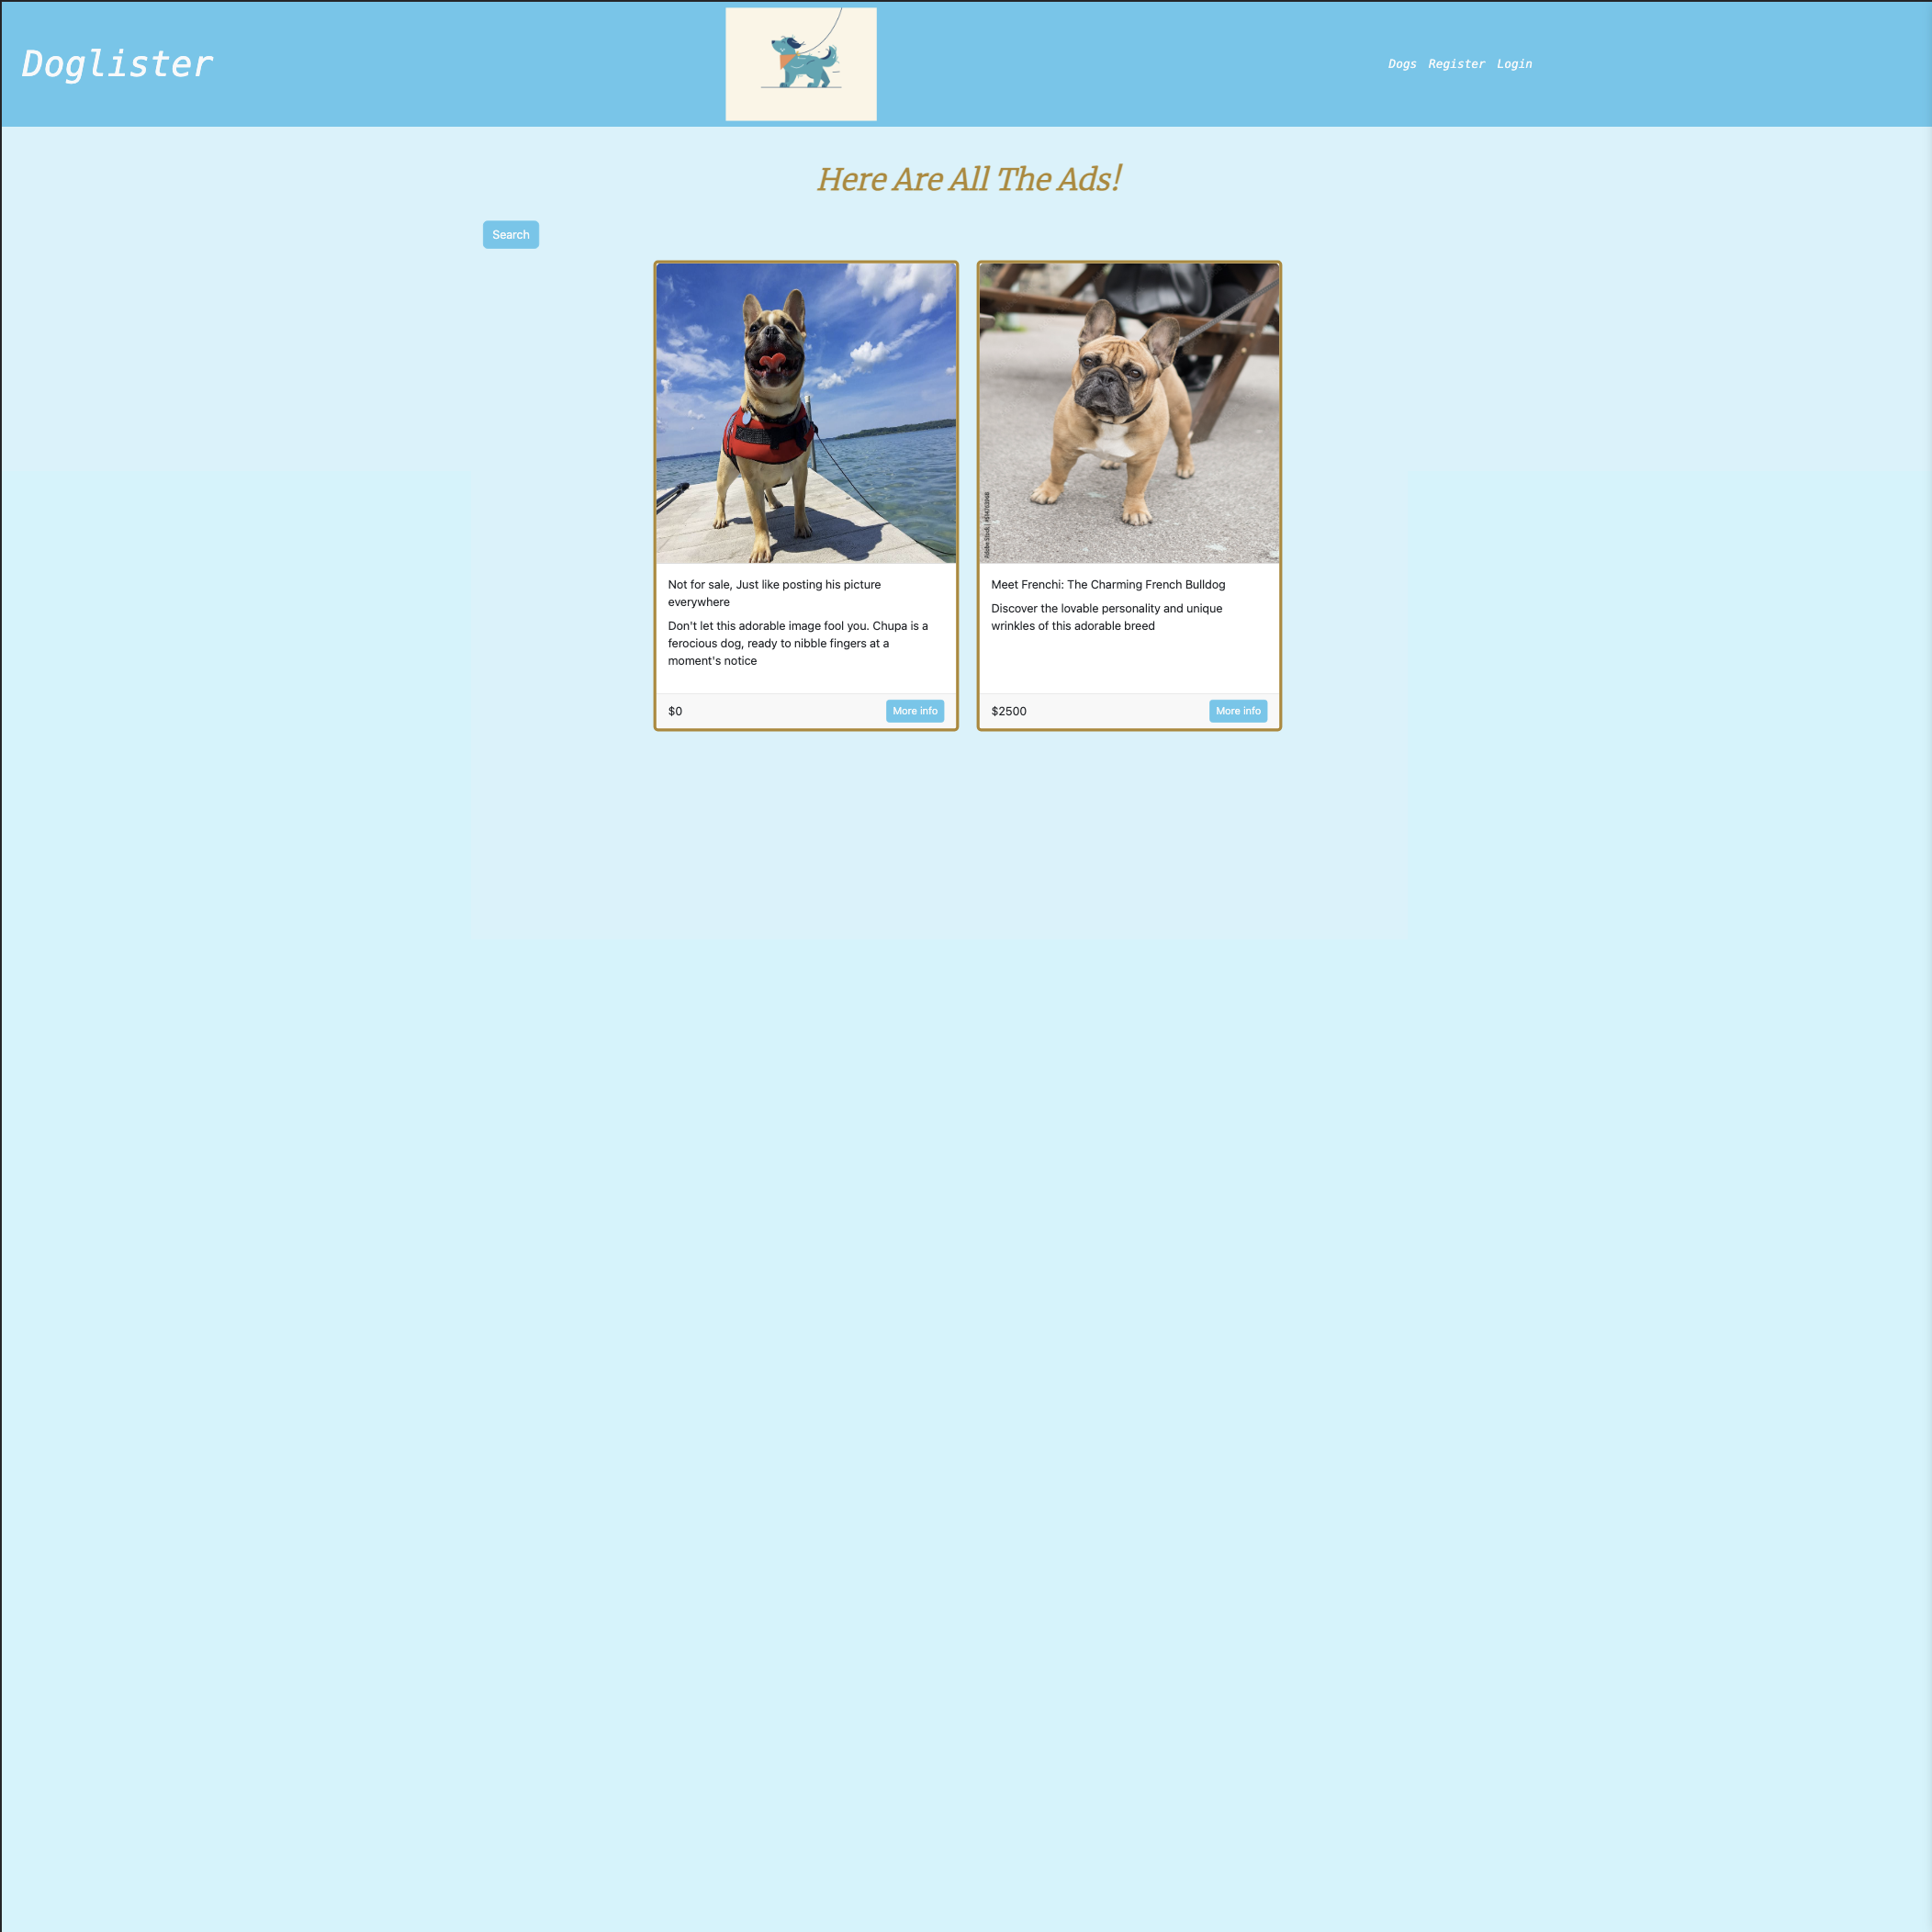 Doglister
Dogs Register Login
Here Are All The Ads!
Search
Not for sale, Just like posting his picture
everywhere
Don't let this adorable image fool you. Chupa is a
ferocious dog, ready to nibble fingers at a
moment's notice
$0 More info
Meet Frenchi: The Charming French Bulldog
Discover the lovable personality and unique
wrinkles of this adorable breed
$2500 More info